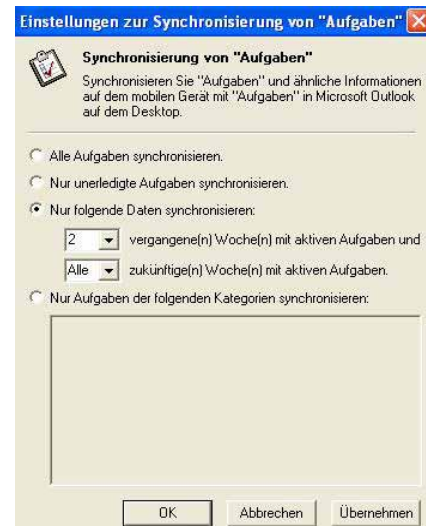 Einstellungen zur Synchronisierung von "Aufgaben"
Synchronisierung von "Aufgaben"
Synchronisieren Sie "Aufgaben" und ähnliche Informationen
auf dem mobilen Gerät mit "Aufgaben" in Microsoft Outlook
auf dem Desktop.
Alle Aufgaben synchronisieren.
Nur unerledigte Aufgaben synchronisieren.
Nur folgende Daten synchronisieren:
2 vergangene(n) Woche(n) mit aktiven Aufgaben und
Alle zukünftige(n) Woche(n) mit aktiven Aufgaben.
Nur Aufgaben der folgenden Kategorien synchronisieren:
OK Abbrechen Übernehmen